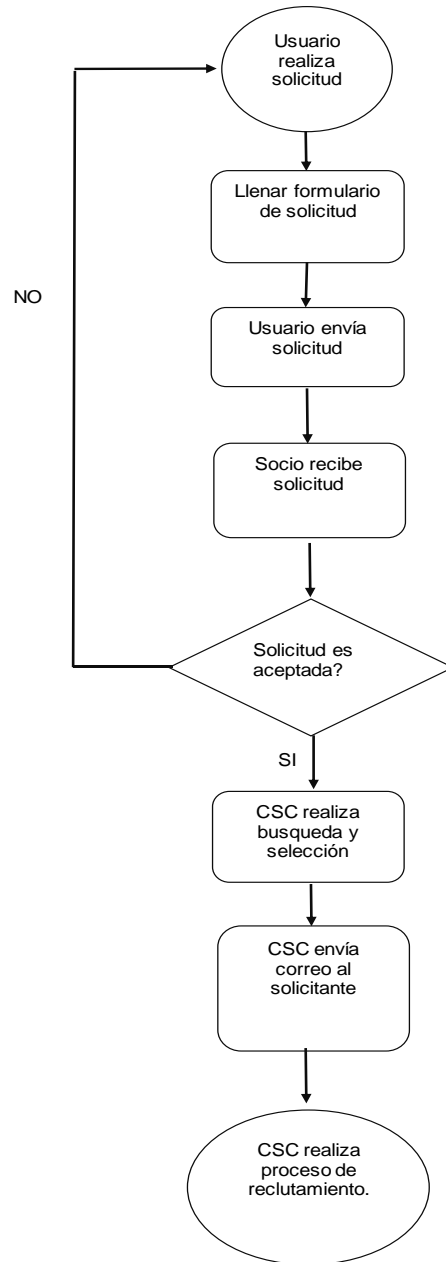 Usuario
realiza
solicitud
Llenar formulario
de solicitud
NO
Usuario envía
solicitud
Socio recibe
solicitud
Solicitud es
aceptada?
SI
CSC realiza
busqueda y
selección
CSC envía
correo al
solicitante
CSC realiza
proceso de
reclutamiento.